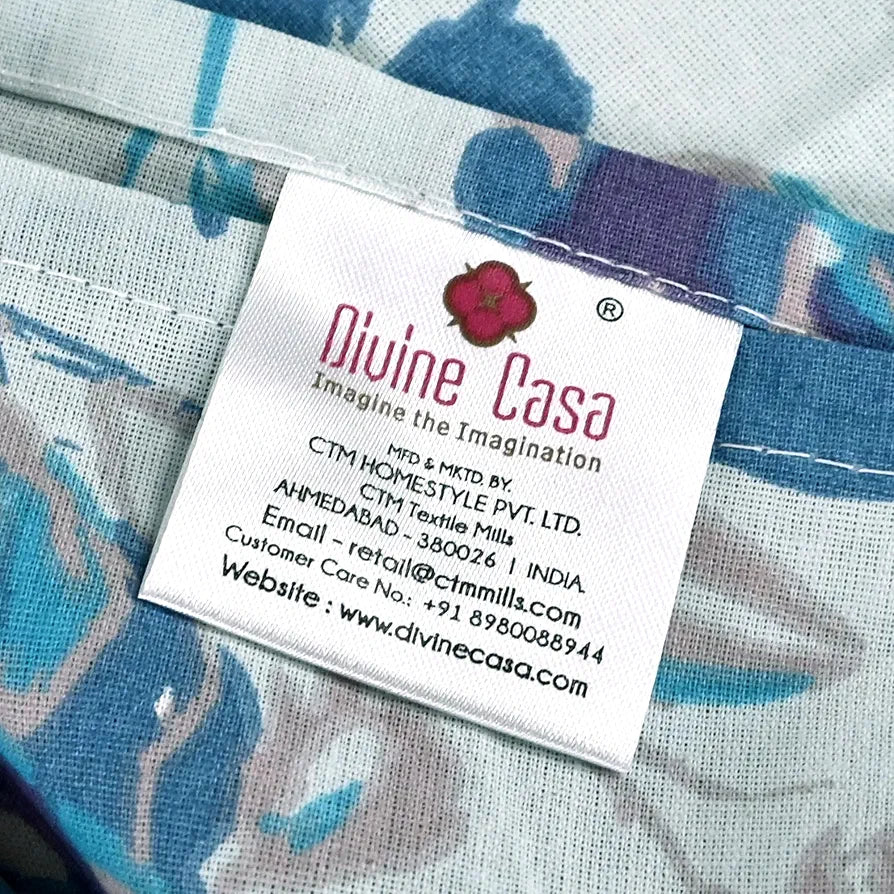 ®
Divine Casa
Imagine the Imagination
MFD & MKTD. BY.
CTM HOMESTYLE PVT. LTD.
CTM Textile Mills
AHMEDABAD - 380026 | INDIA.
Email - retail@ctmmills.com
Customer Care No.: +91 8980088944
Website : www.divinecasa.com